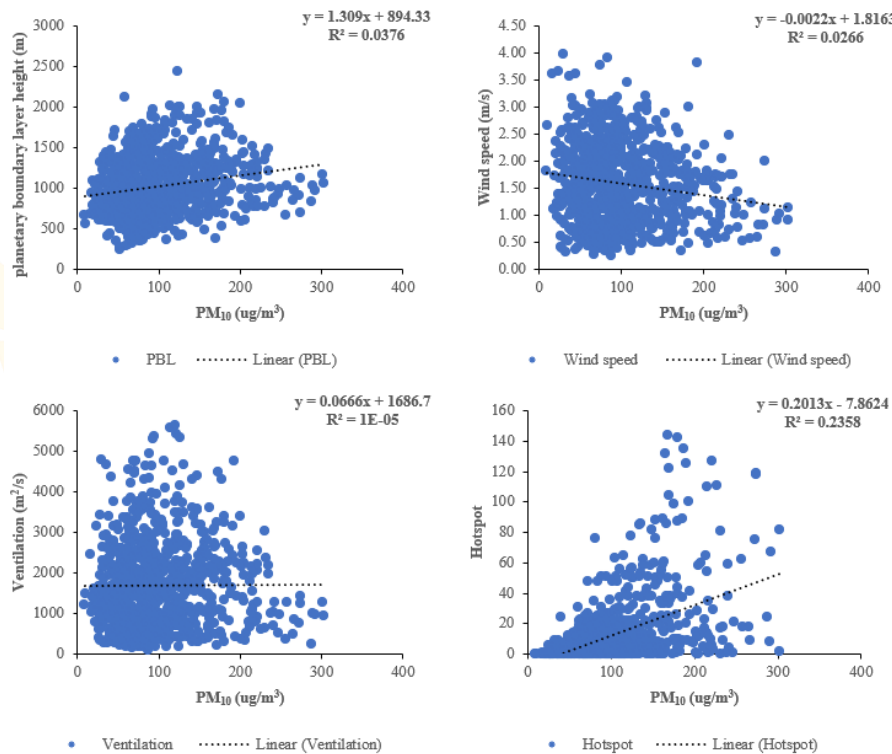 y = 1.309x + 894.33
R² = 0.0376
planetary boundary layer height (m)
3000
2500
2000
1500
1000
500
0
0 100 200 300 400
PM₁₀ (ug/m³)
PBL Linear (PBL)
y = -0.0022x + 1.8163
R² = 0.0266
Wind speed (m/s)
4.50
4.00
3.50
3.00
2.50
2.00
1.50
1.00
0.50
0.00
0 100 200 300 400
PM₁₀ (ug/m³)
Wind speed Linear (Wind speed)
y = 0.0666x + 1686.7
R² = 1E-05
Ventilation (m²/s)
6000
5000
4000
3000
2000
1000
0
0 100 200 300 400
PM₁₀ (ug/m³)
Ventilation Linear (Ventilation)
y = 0.2013x - 7.8624
R² = 0.2358
Hotspot
160
140
120
100
80
60
40
20
0
0 100 200 300 400
PM₁₀ (ug/m³)
Hotspot Linear (Hotspot)